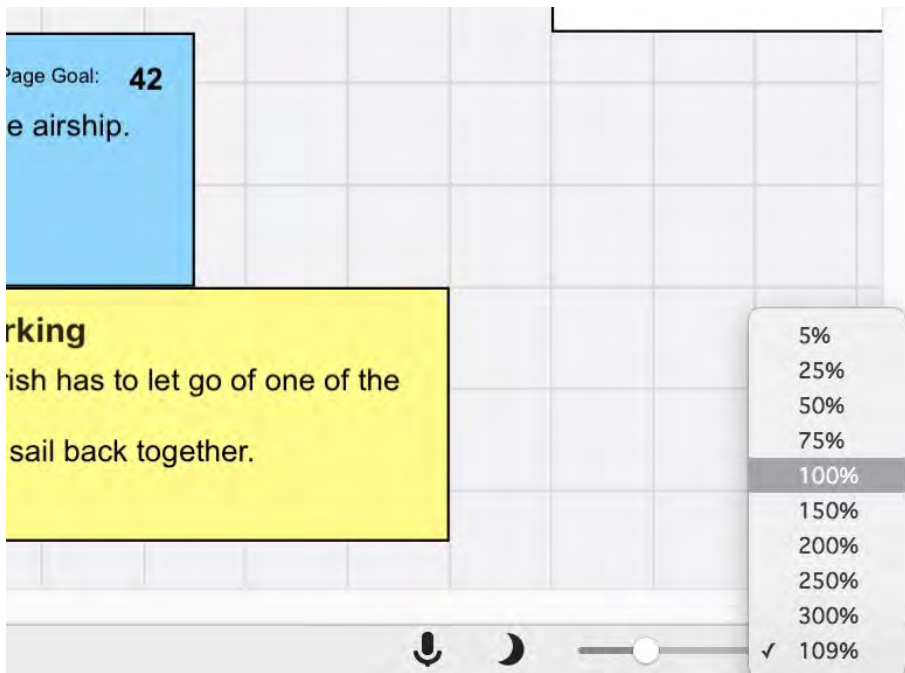 Page Goal: 42
e airship.
rking
rish has to let go of one of the
sail back together.
5%
25%
50%
75%
100%
150%
200%
250%
300%
✓ 109%